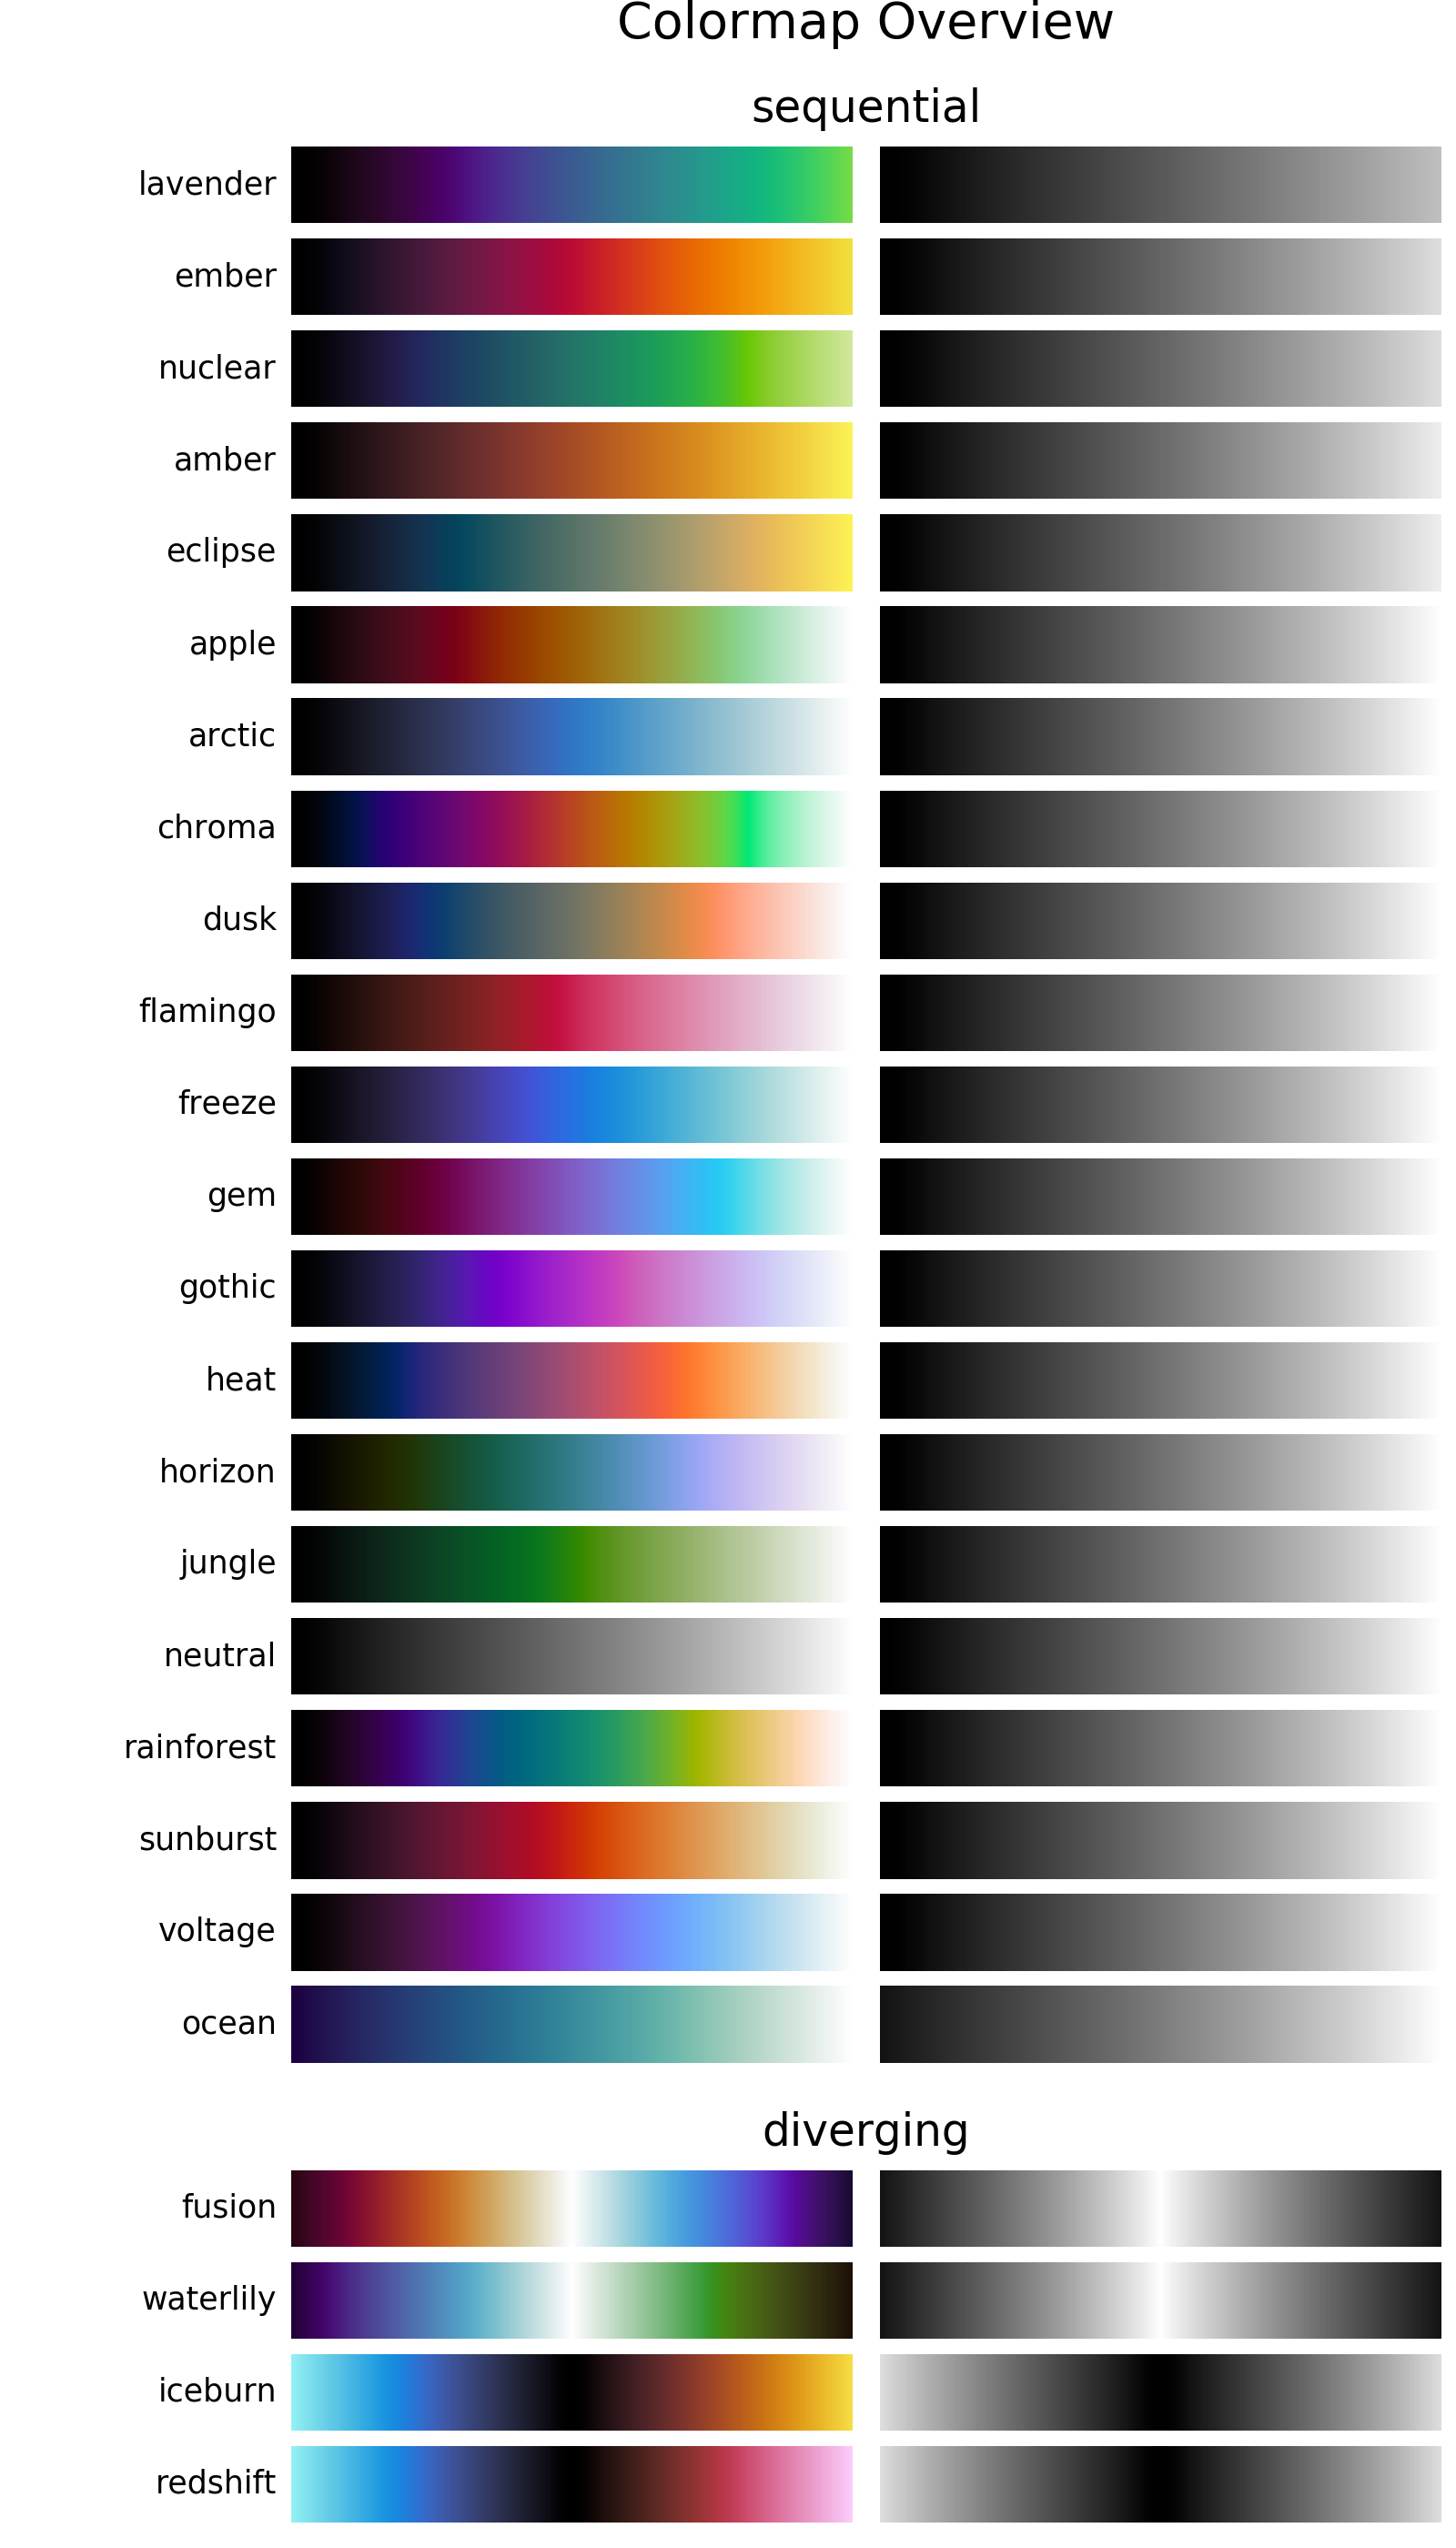 Colormap Overview
sequential
lavender
ember
nuclear
amber
eclipse
apple
arctic
chroma
dusk
flamingo
freeze
gem
gothic
heat
horizon
jungle
neutral
rainforest
sunburst
voltage
ocean
diverging
fusion
waterlily
iceburn
redshift